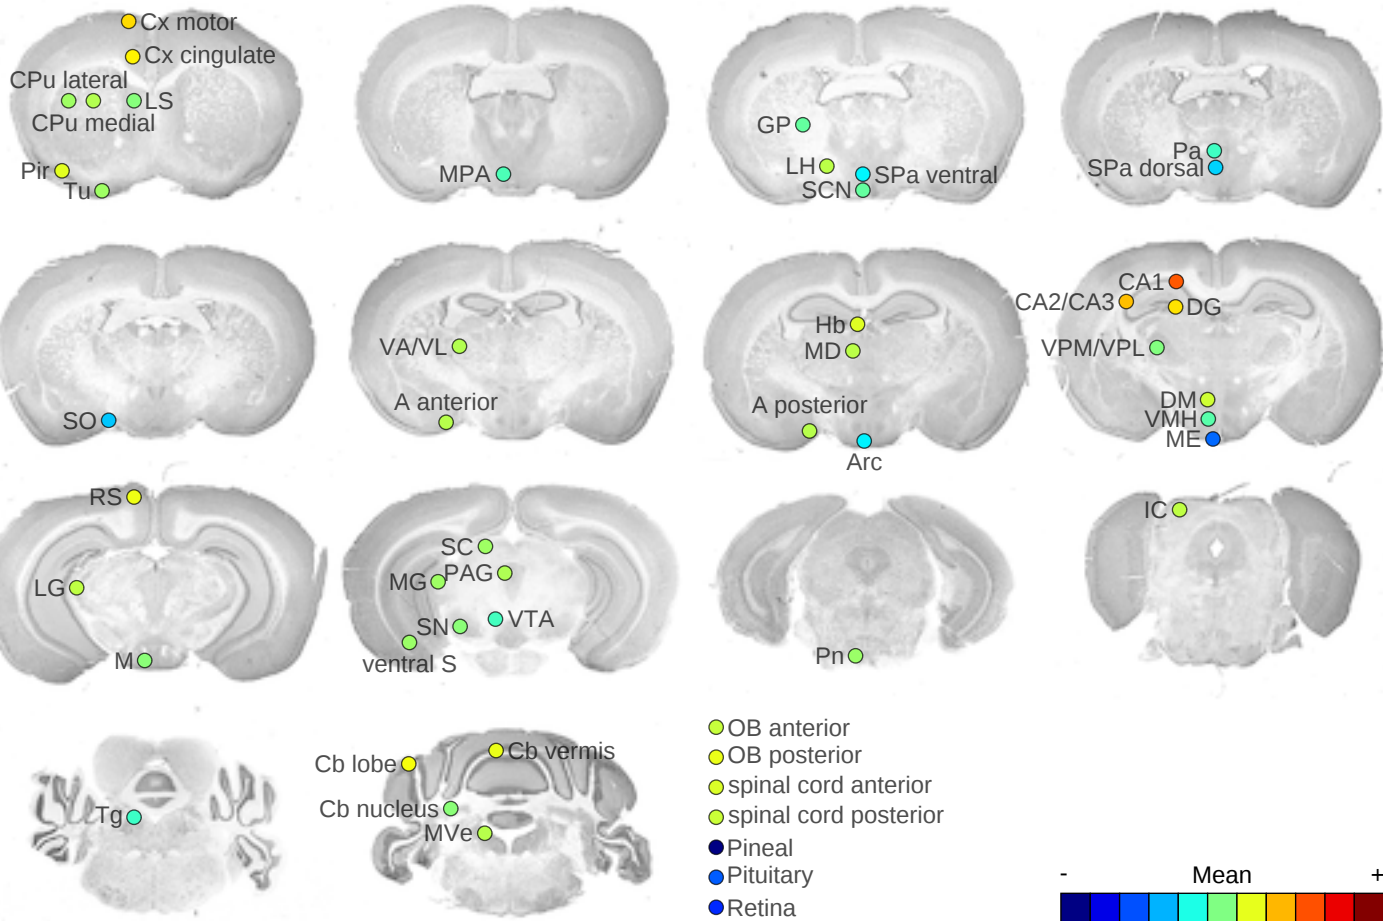 Cx motor
Cx cingulate
CPu lateral
LS
CPu medial
Pir
Tu
MPA
GP
LH
SPa ventral
SCN
Pa
SPa dorsal
SO
VA/VL
A anterior
Hb
MD
A posterior
Arc
CA1
CA2/CA3
DG
VPM/VPL
DM
VMH
ME
RS
LG
M
SC
PAG
MG
VTA
SN
ventral S
Pn
IC
Tg
Cb lobe
Cb vermis
Cb nucleus
MVe
OB anterior
OB posterior
spinal cord anterior
spinal cord posterior
Pineal
Pituitary
Retina
- Mean +